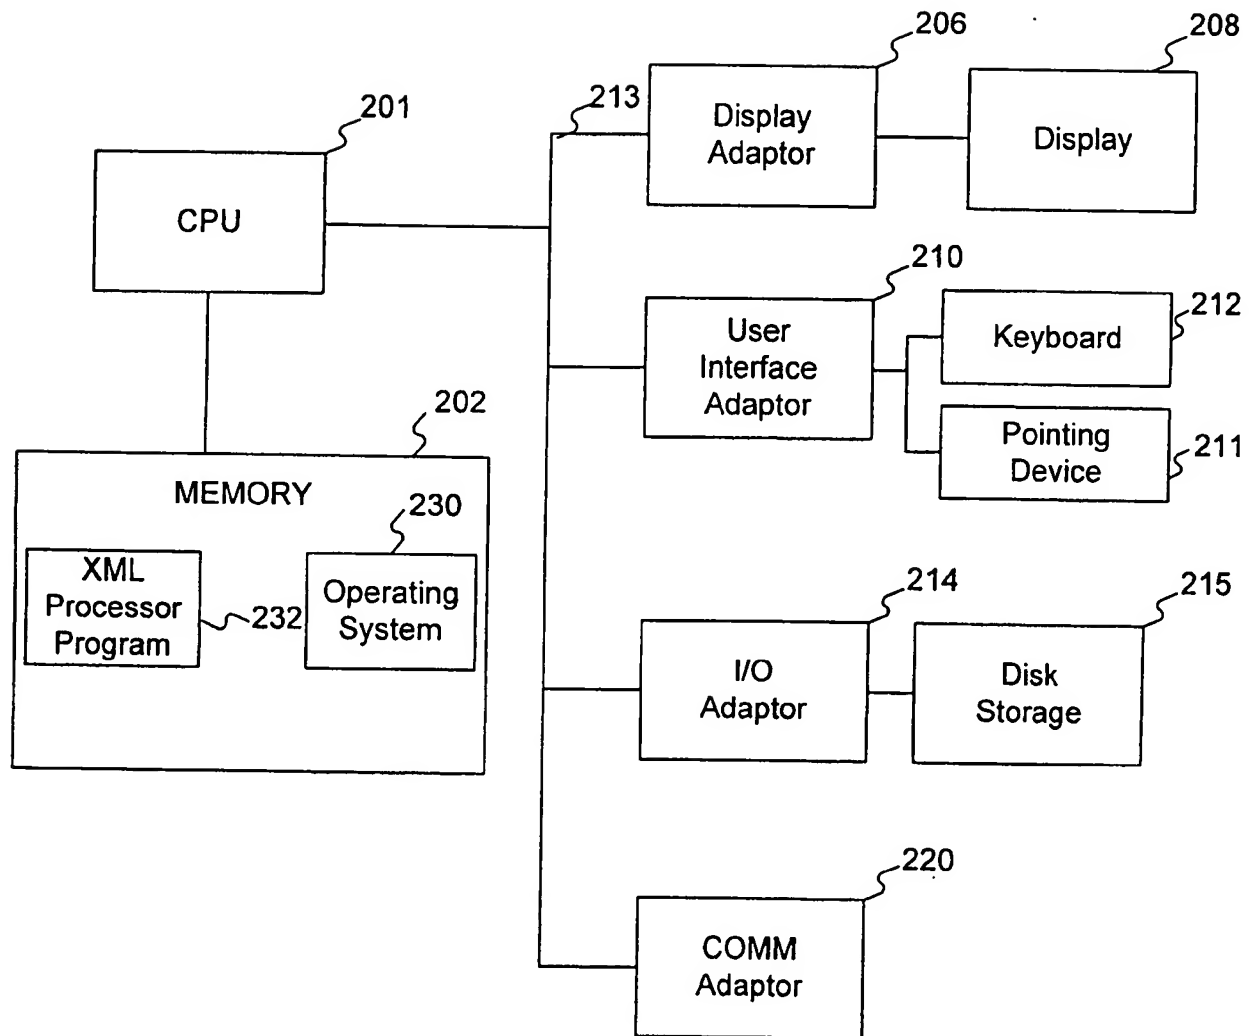 206
208
213
201
Display
Adaptor
Display
CPU
210
212
User
Interface
Adaptor
Keyboard
202
Pointing
Device
211
MEMORY
230
XML
Processor
Program
232
Operating
System
214
215
I/O
Adaptor
Disk
Storage
220
COMM
Adaptor